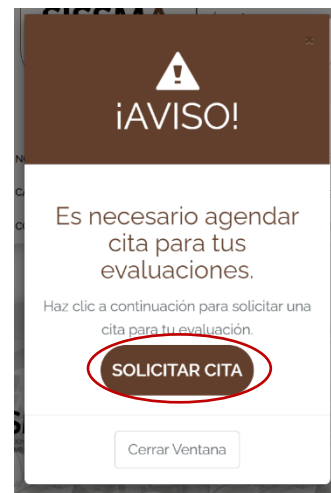 SISSMA
×
¡AVISO!
Es necesario agendar
cita para tus
evaluaciones.
Haz clic a continuación para solicitar una
cita para tu evaluación.
SOLICITAR CITA
Cerrar Ventana